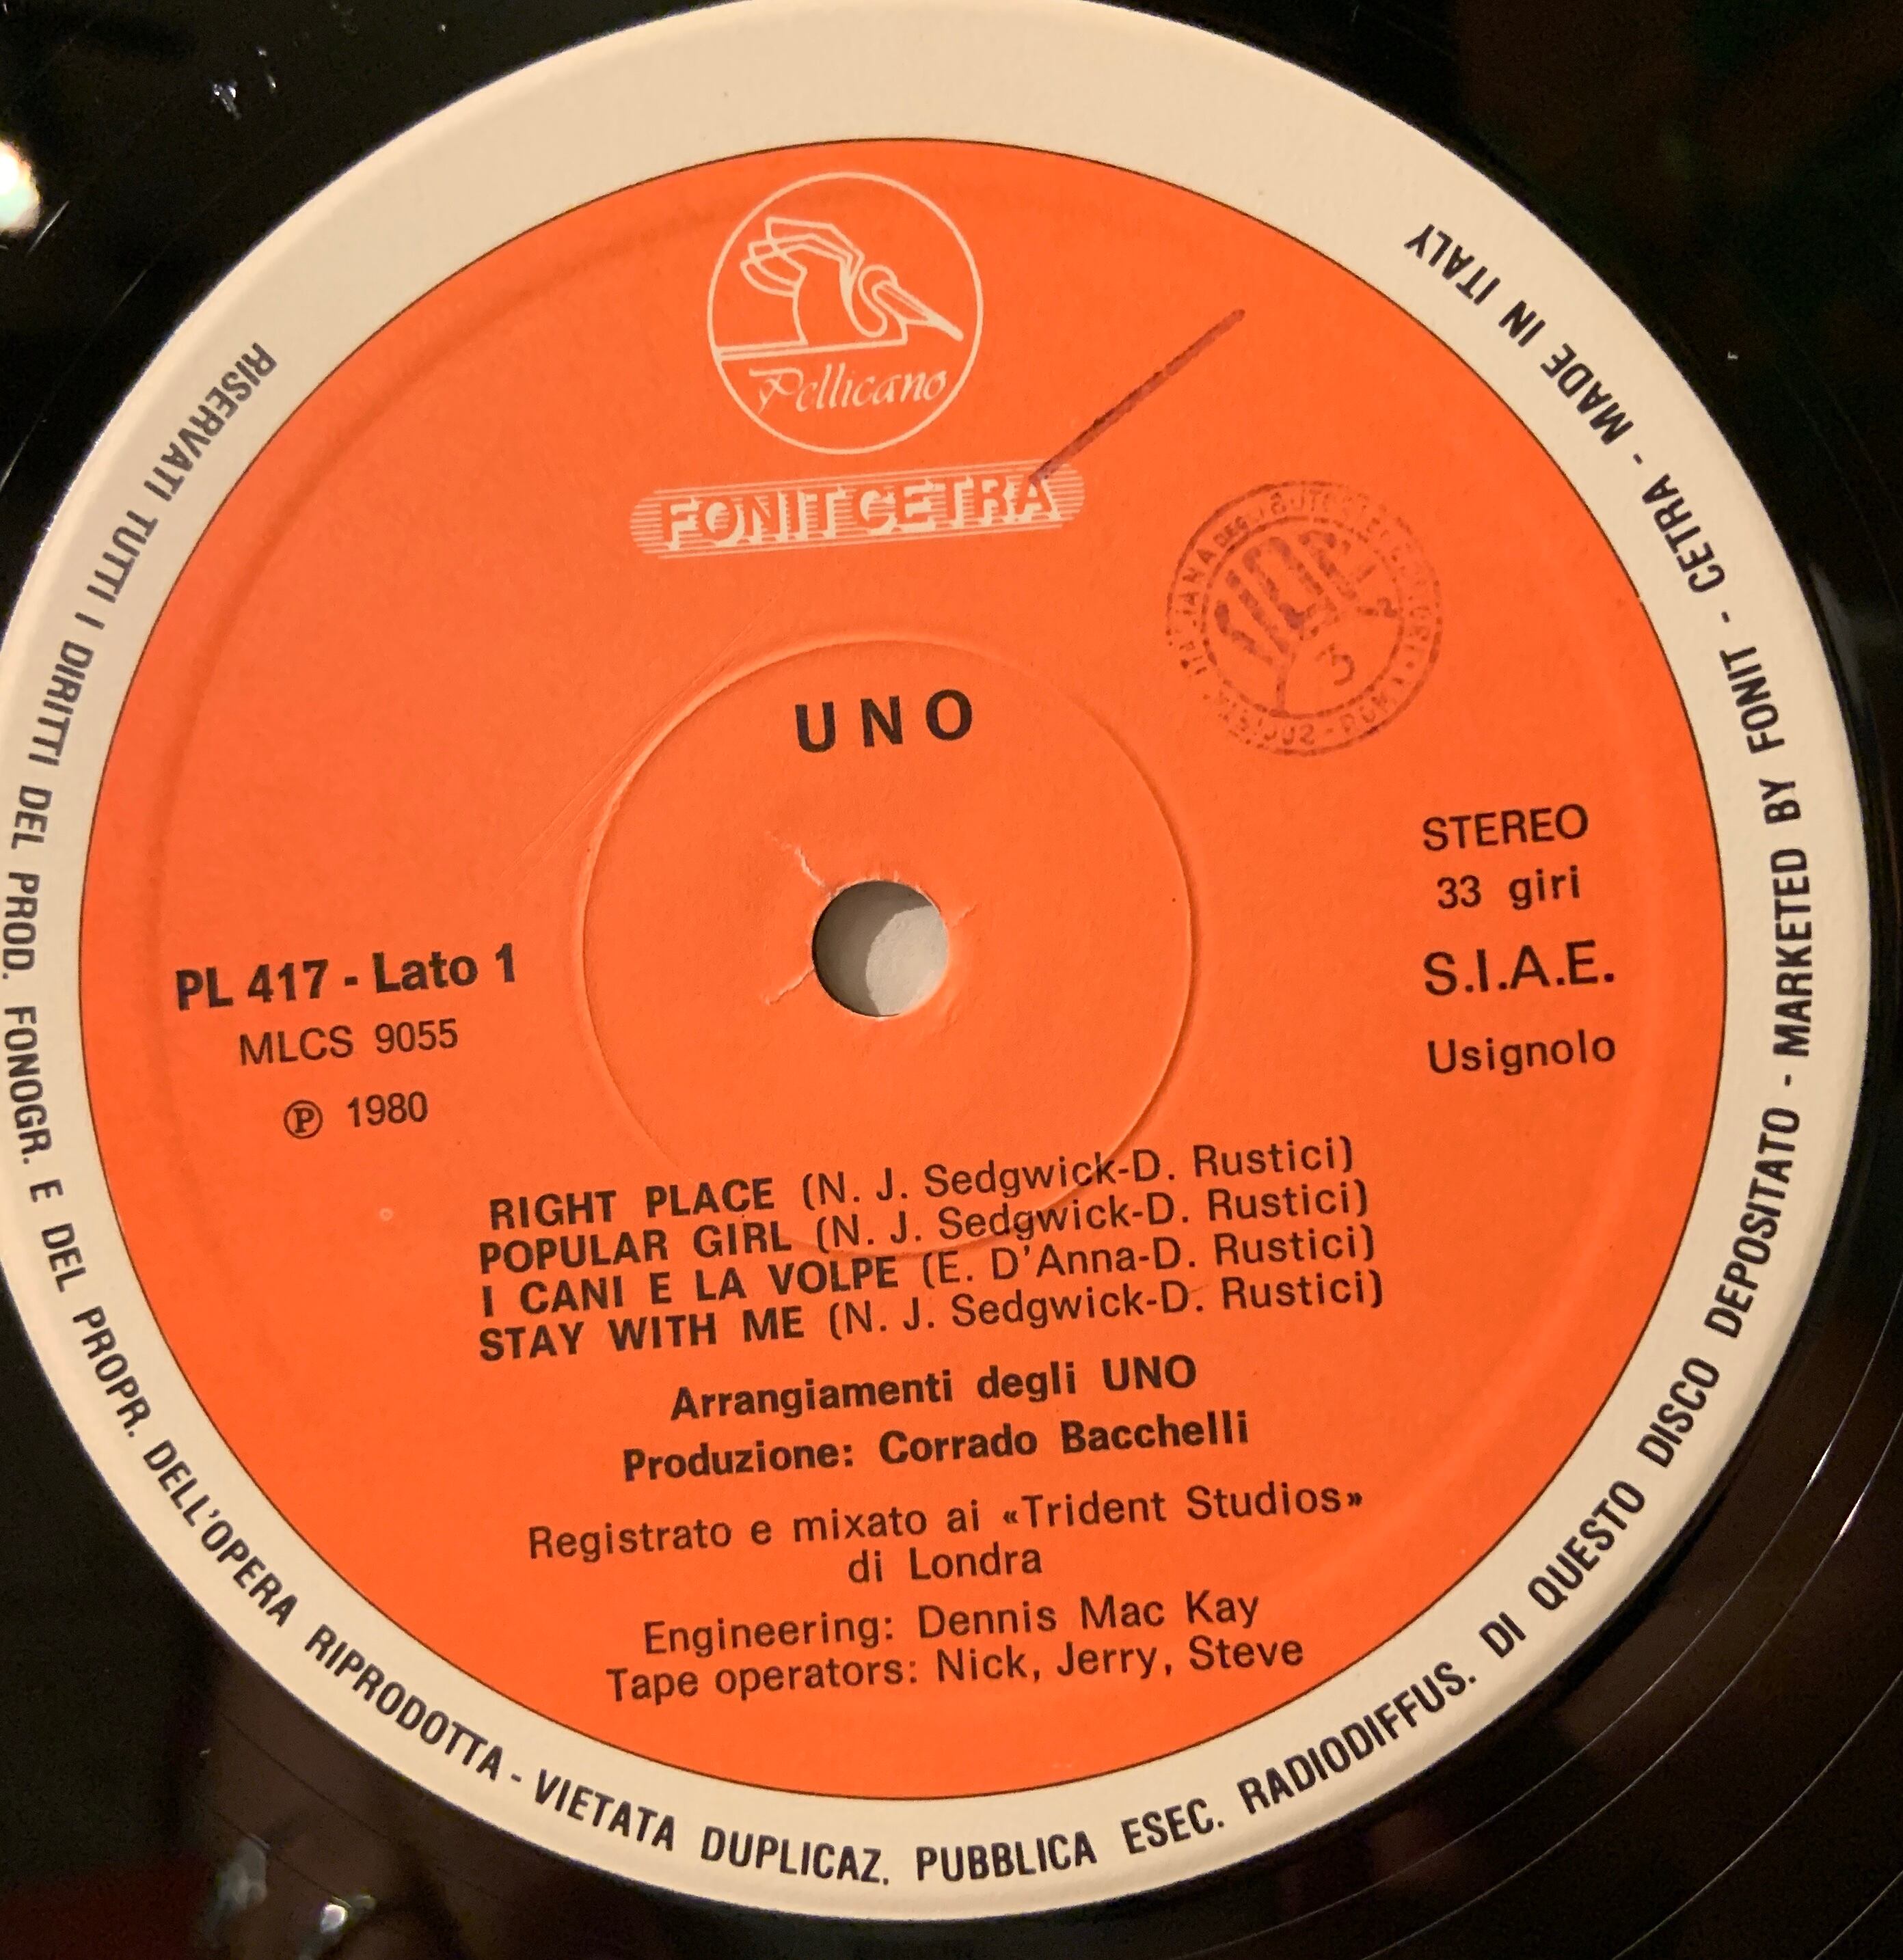 Pellicano
FONIT CETRA
UNO
STEREO
33 giri
S.I.A.E.
Usignolo
PL 417 - Lato 1
MLCS 9055
Ⓟ 1980
RIGHT PLACE (N. J. Sedgwick-D. Rustici)
POPULAR GIRL (N. J. Sedgwick-D. Rustici)
I CANI E LA VOLPE (E. D'Anna-D. Rustici)
STAY WITH ME (N. J. Sedgwick-D. Rustici)
Arrangiamenti degli UNO
Produzione: Corrado Bacchelli
Registrato e mixato ai «Trident Studios»
di Londra
Engineering: Dennis Mac Kay
Tape operators: Nick, Jerry, Steve
RISERVATI TUTTI I DIRITTI DEL PROD. FONOGR. E DEL PROPR. DELL'OPERA RIPRODOTTA - VIETATA DUPLICAZ. PUBBLICA ESEC. RADIODIFFUS. DI QUESTO DISCO DEPOSITATO - MARKETED BY FONIT - CETRA - MADE IN ITALY
3